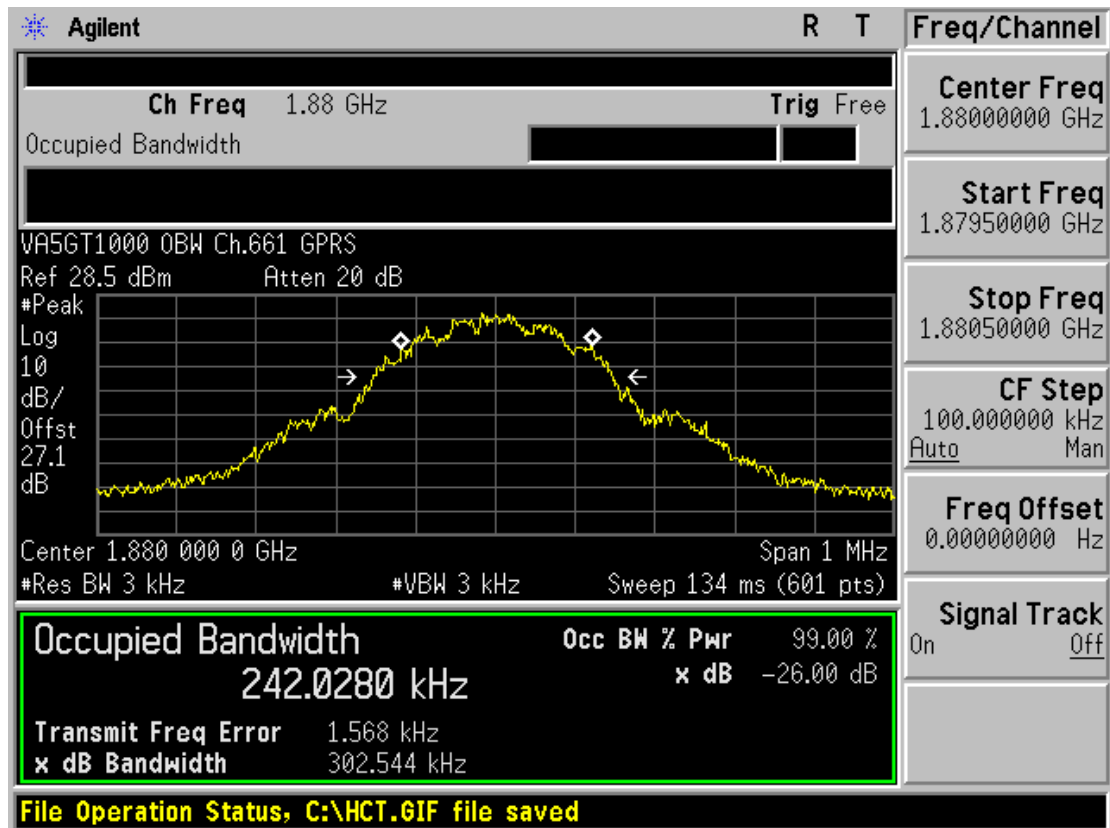 Agilent R T
Ch Freq 1.88 GHz Trig Free
Occupied Bandwidth
VA5GT1000 OBW Ch.661 GPRS
Ref 28.5 dBm Atten 20 dB
#Peak
Log
10
dB/
Offst
27.1
dB
Center 1.880 000 0 GHz Span 1 MHz
#Res BW 3 kHz #VBW 3 kHz Sweep 134 ms (601 pts)
Occupied Bandwidth Occ BW % Pwr 99.00 %
242.0280 kHz x dB -26.00 dB
Transmit Freq Error 1.568 kHz
x dB Bandwidth 302.544 kHz
File Operation Status, C:\HCT.GIF file saved
Freq/Channel
Center Freq
1.88000000 GHz
Start Freq
1.87950000 GHz
Stop Freq
1.88050000 GHz
CF Step
100.000000 kHz
Auto Man
Freq Offset
0.00000000 Hz
Signal Track
On Off